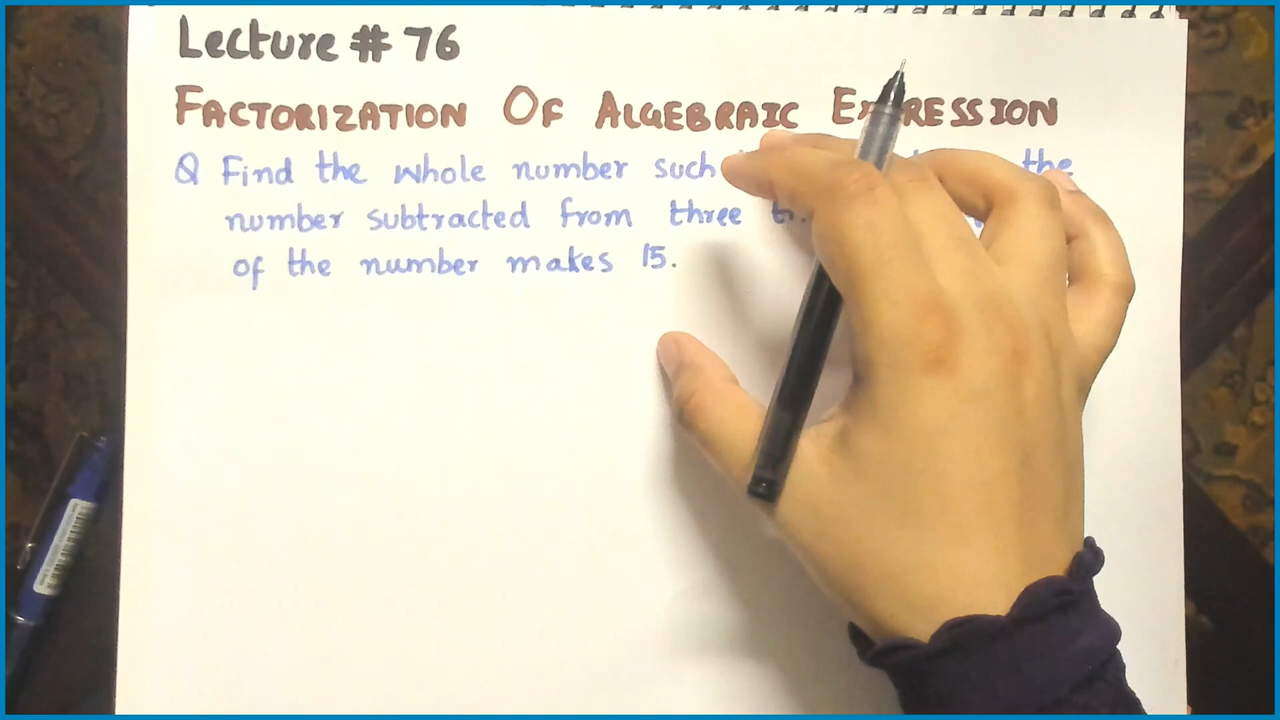 Lecture # 76
FACTORIZATION OF ALGEBRAIC EXPRESSION
Q Find the whole number such the
number subtracted from three
of the number makes 15.